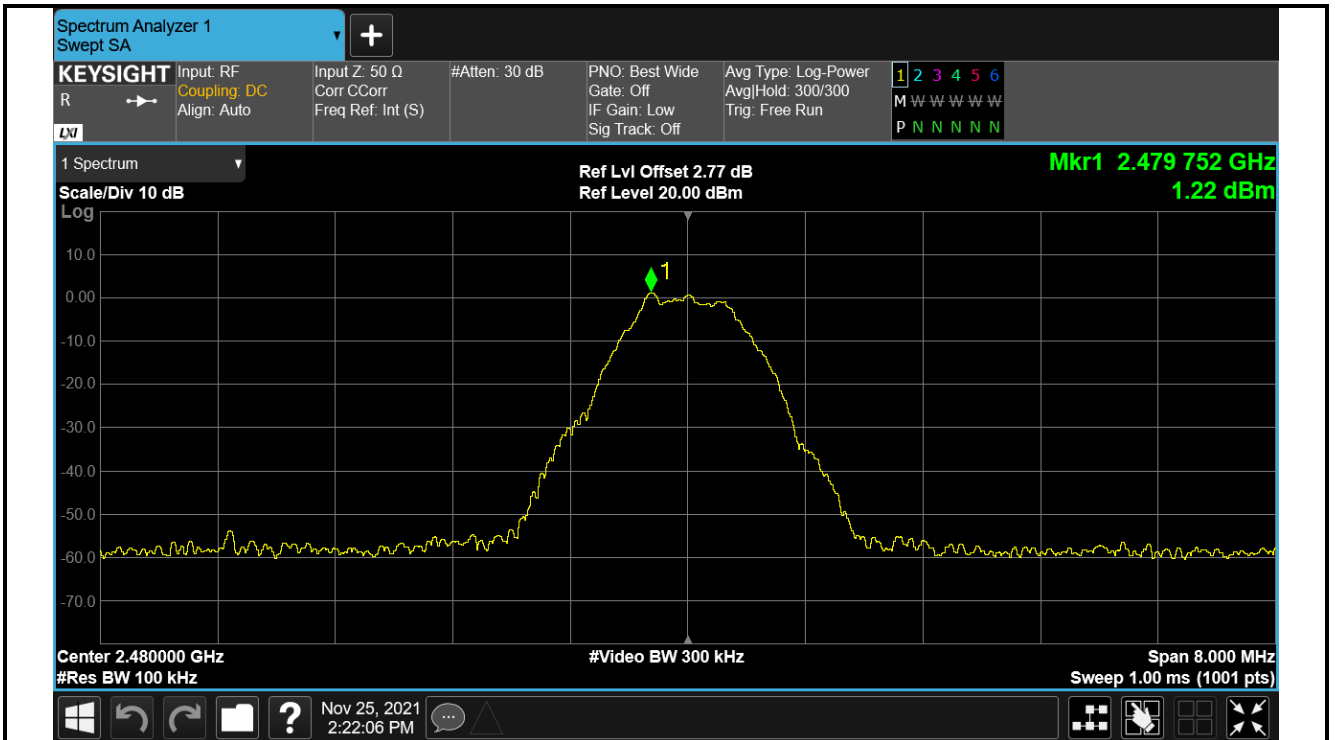 Spectrum Analyzer 1
Swept SA
+
KEYSIGHT
R
LXI
Input: RF
Coupling: DC
Align: Auto
Input Z: 50 Ω
Corr CCorr
Freq Ref: Int (S)
#Atten: 30 dB
PNO: Best Wide
Gate: Off
IF Gain: Low
Sig Track: Off
Avg Type: Log-Power
Avg|Hold: 300/300
Trig: Free Run
1 2 3 4 5 6
M W W W W W
P N N N N N
1 Spectrum
Scale/Div 10 dB
Log
Ref Lvl Offset 2.77 dB
Ref Level 20.00 dBm
Mkr1 2.479 752 GHz
1.22 dBm
1
10.0
0.00
-10.0
-20.0
-30.0
-40.0
-50.0
-60.0
-70.0
Center 2.480000 GHz
#Res BW 100 kHz
#Video BW 300 kHz
Span 8.000 MHz
Sweep 1.00 ms (1001 pts)
?
Nov 25, 2021
2:22:06 PM